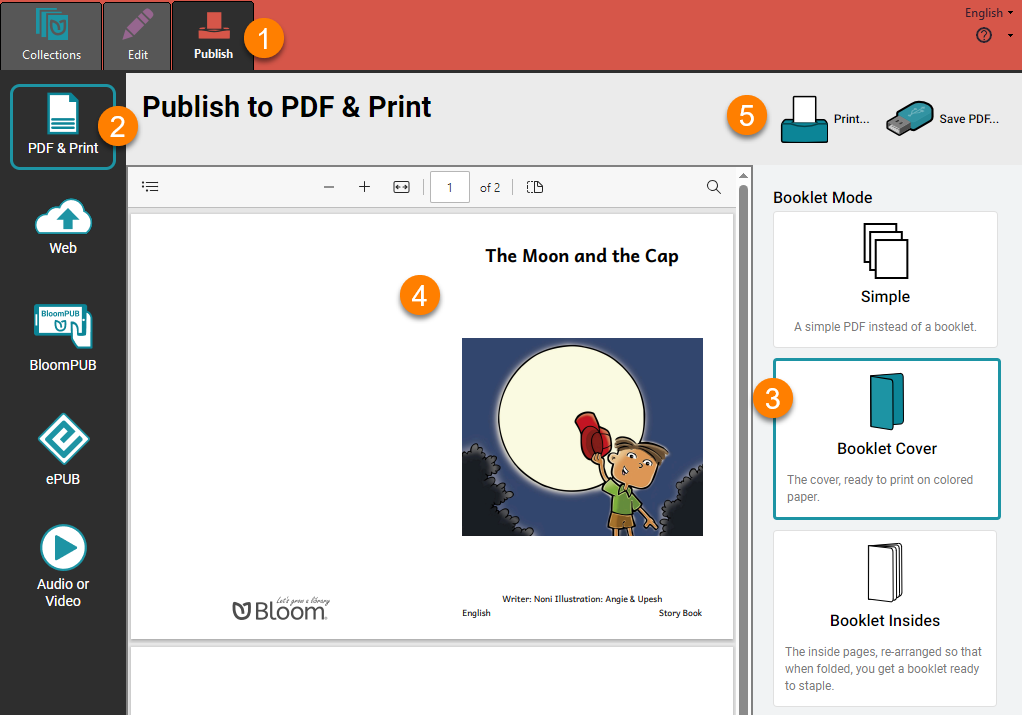 Collections
Edit
Publish
1
English
PDF & Print
2
Web
BloomPUB
BloomPUB
ePUB
Audio or
Video
Publish to PDF & Print
5
Print...
Save PDF...
1
of 2
The Moon and the Cap
4
Let's grow a library
Bloom®
Writer: Noni Illustration: Angie & Upesh
English
Story Book
Booklet Mode
Simple
A simple PDF instead of a booklet.
3
Booklet Cover
The cover, ready to print on colored
paper.
Booklet Insides
The inside pages, re-arranged so that
when folded, you get a booklet ready
to staple.